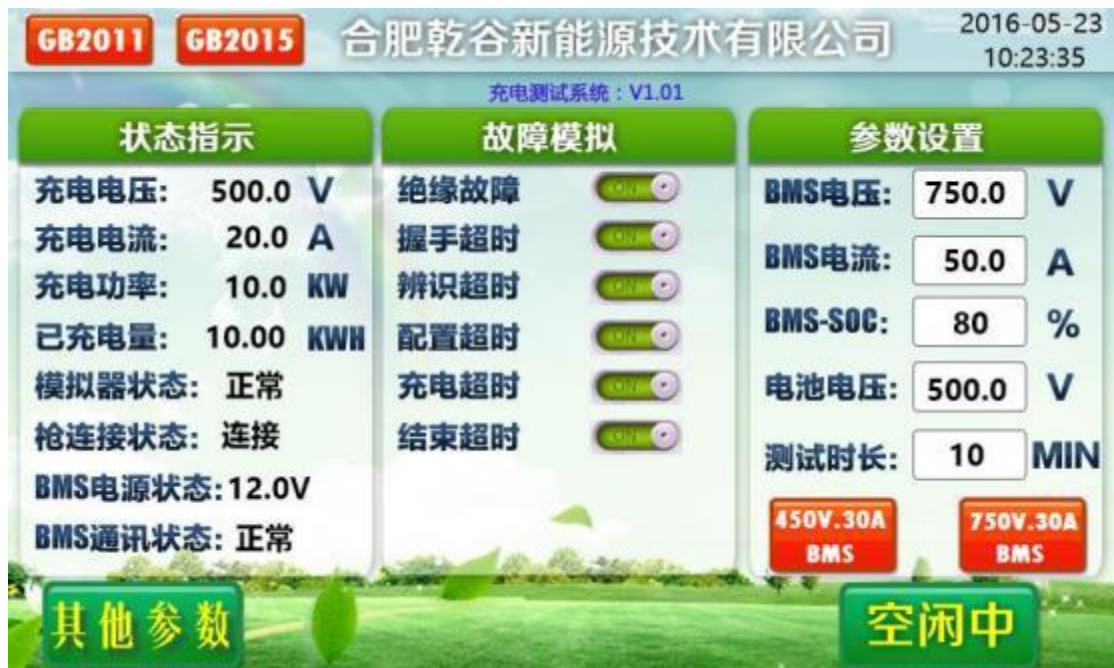 GB2011 GB2015 合肥乾谷新能源技术有限公司 2016-05-23
10:23:35
充电测试系统：V1.01
状态指示
充电电压： 500.0 V
充电电流： 20.0 A
充电功率： 10.0 KW
已充电量： 10.00 KWH
模拟器状态： 正常
枪连接状态： 连接
BMS电源状态：12.0V
BMS通讯状态：正常
故障模拟
绝缘故障 ON
握手超时 ON
辨识超时 ON
配置超时 ON
充电超时 ON
结束超时 ON
参数设置
BMS电压： 750.0 V
BMS电流： 50.0 A
BMS-SOC： 80 %
电池电压： 500.0 V
测试时长： 10 MIN
450V.30A
BMS
750V.30A
BMS
其他参数
空闲中